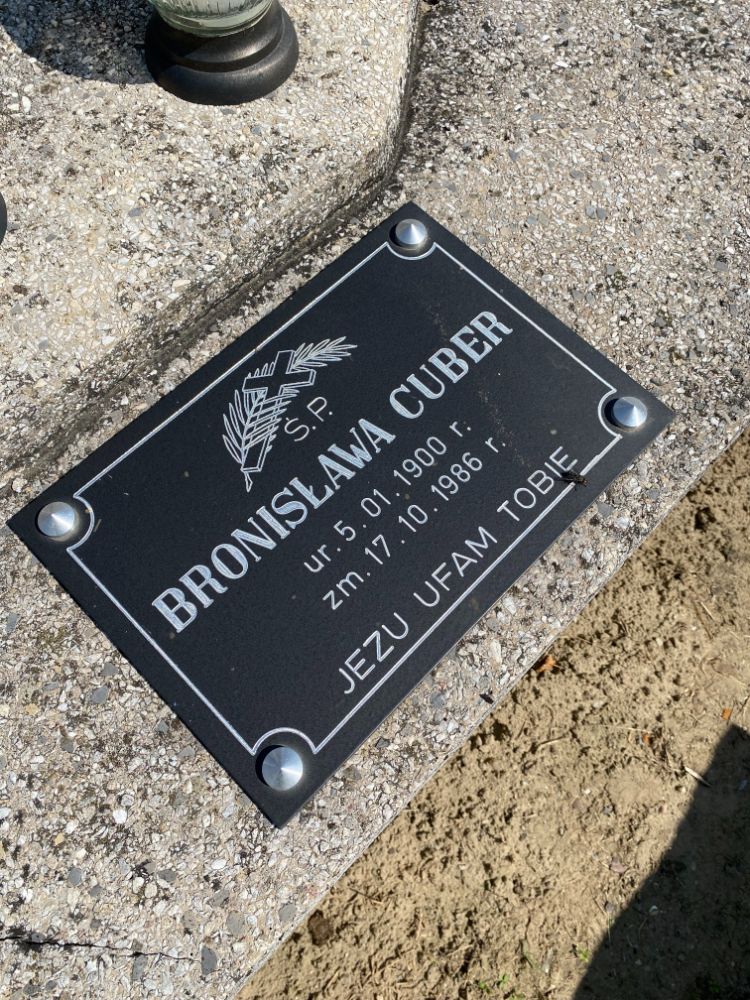 Ś.P.
BRONISŁAWA CUBER
ur. 5.01.1900 r.
zm. 17.10.1986 r.
JEZU UFAM TOBIE